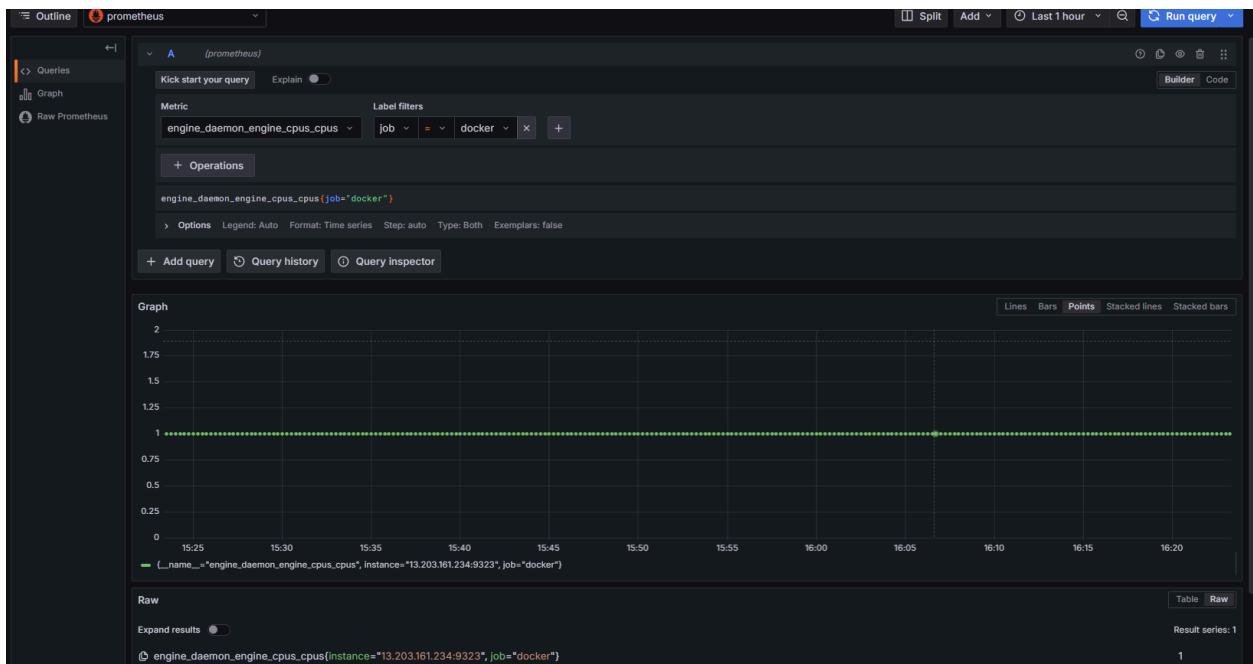 Outline prometheus Split Add Last 1 hour Run query
Queries
Graph
Raw Prometheus
A (prometheus)
Kick start your query Explain Builder Code
Metric Label filters
engine_daemon_engine_cpus_cpus job = docker × +
+ Operations
engine_daemon_engine_cpus_cpus{job="docker"}
> Options Legend: Auto Format: Time series Step: auto Type: Both Exemplars: false
+ Add query Query history Query inspector
Graph Lines Bars Points Stacked lines Stacked bars
2
1.75
1.5
1.25
1
0.75
0.5
0.25
0
15:25 15:30 15:35 15:40 15:45 15:50 15:55 16:00 16:05 16:10 16:15 16:20
{__name__="engine_daemon_engine_cpus_cpus", instance="13.203.161.234:9323", job="docker"}
Raw Table Raw
Expand results Result series: 1
engine_daemon_engine_cpus_cpus{instance="13.203.161.234:9323", job="docker"} 1